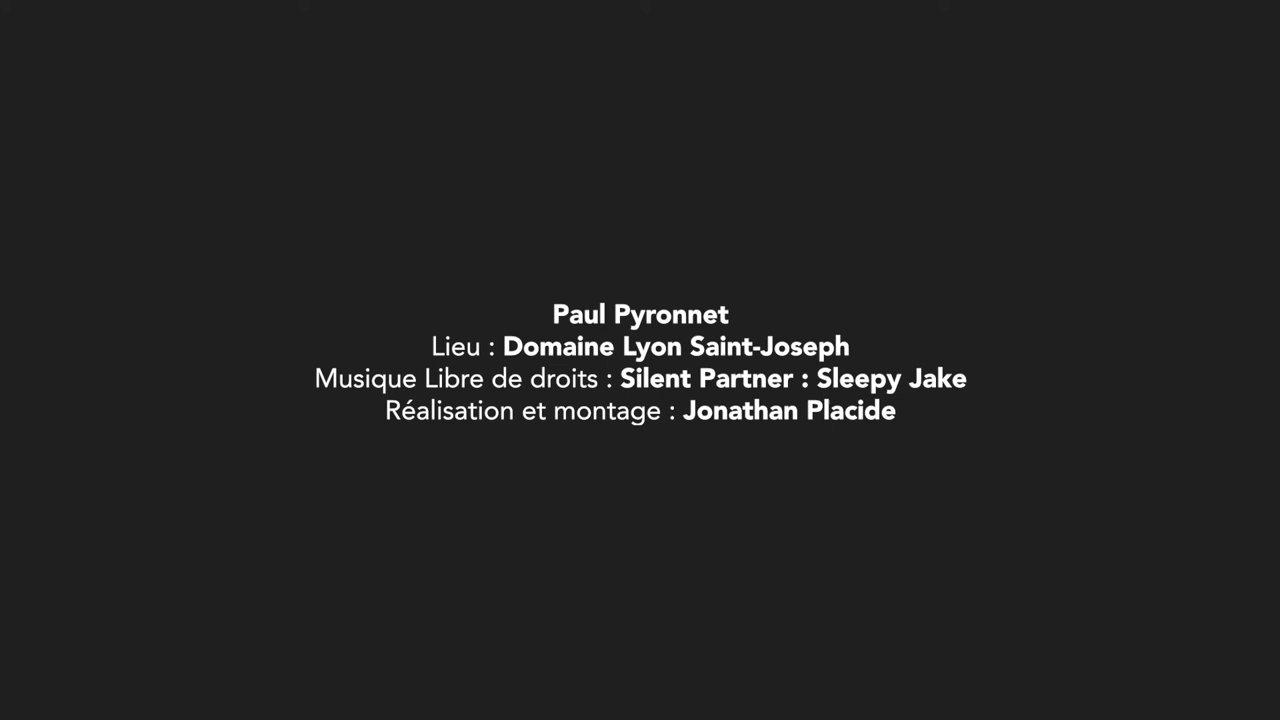 Paul Pyronnet
Lieu : Domaine Lyon Saint-Joseph
Musique Libre de droits : Silent Partner : Sleepy Jake
Réalisation et montage : Jonathan Placide